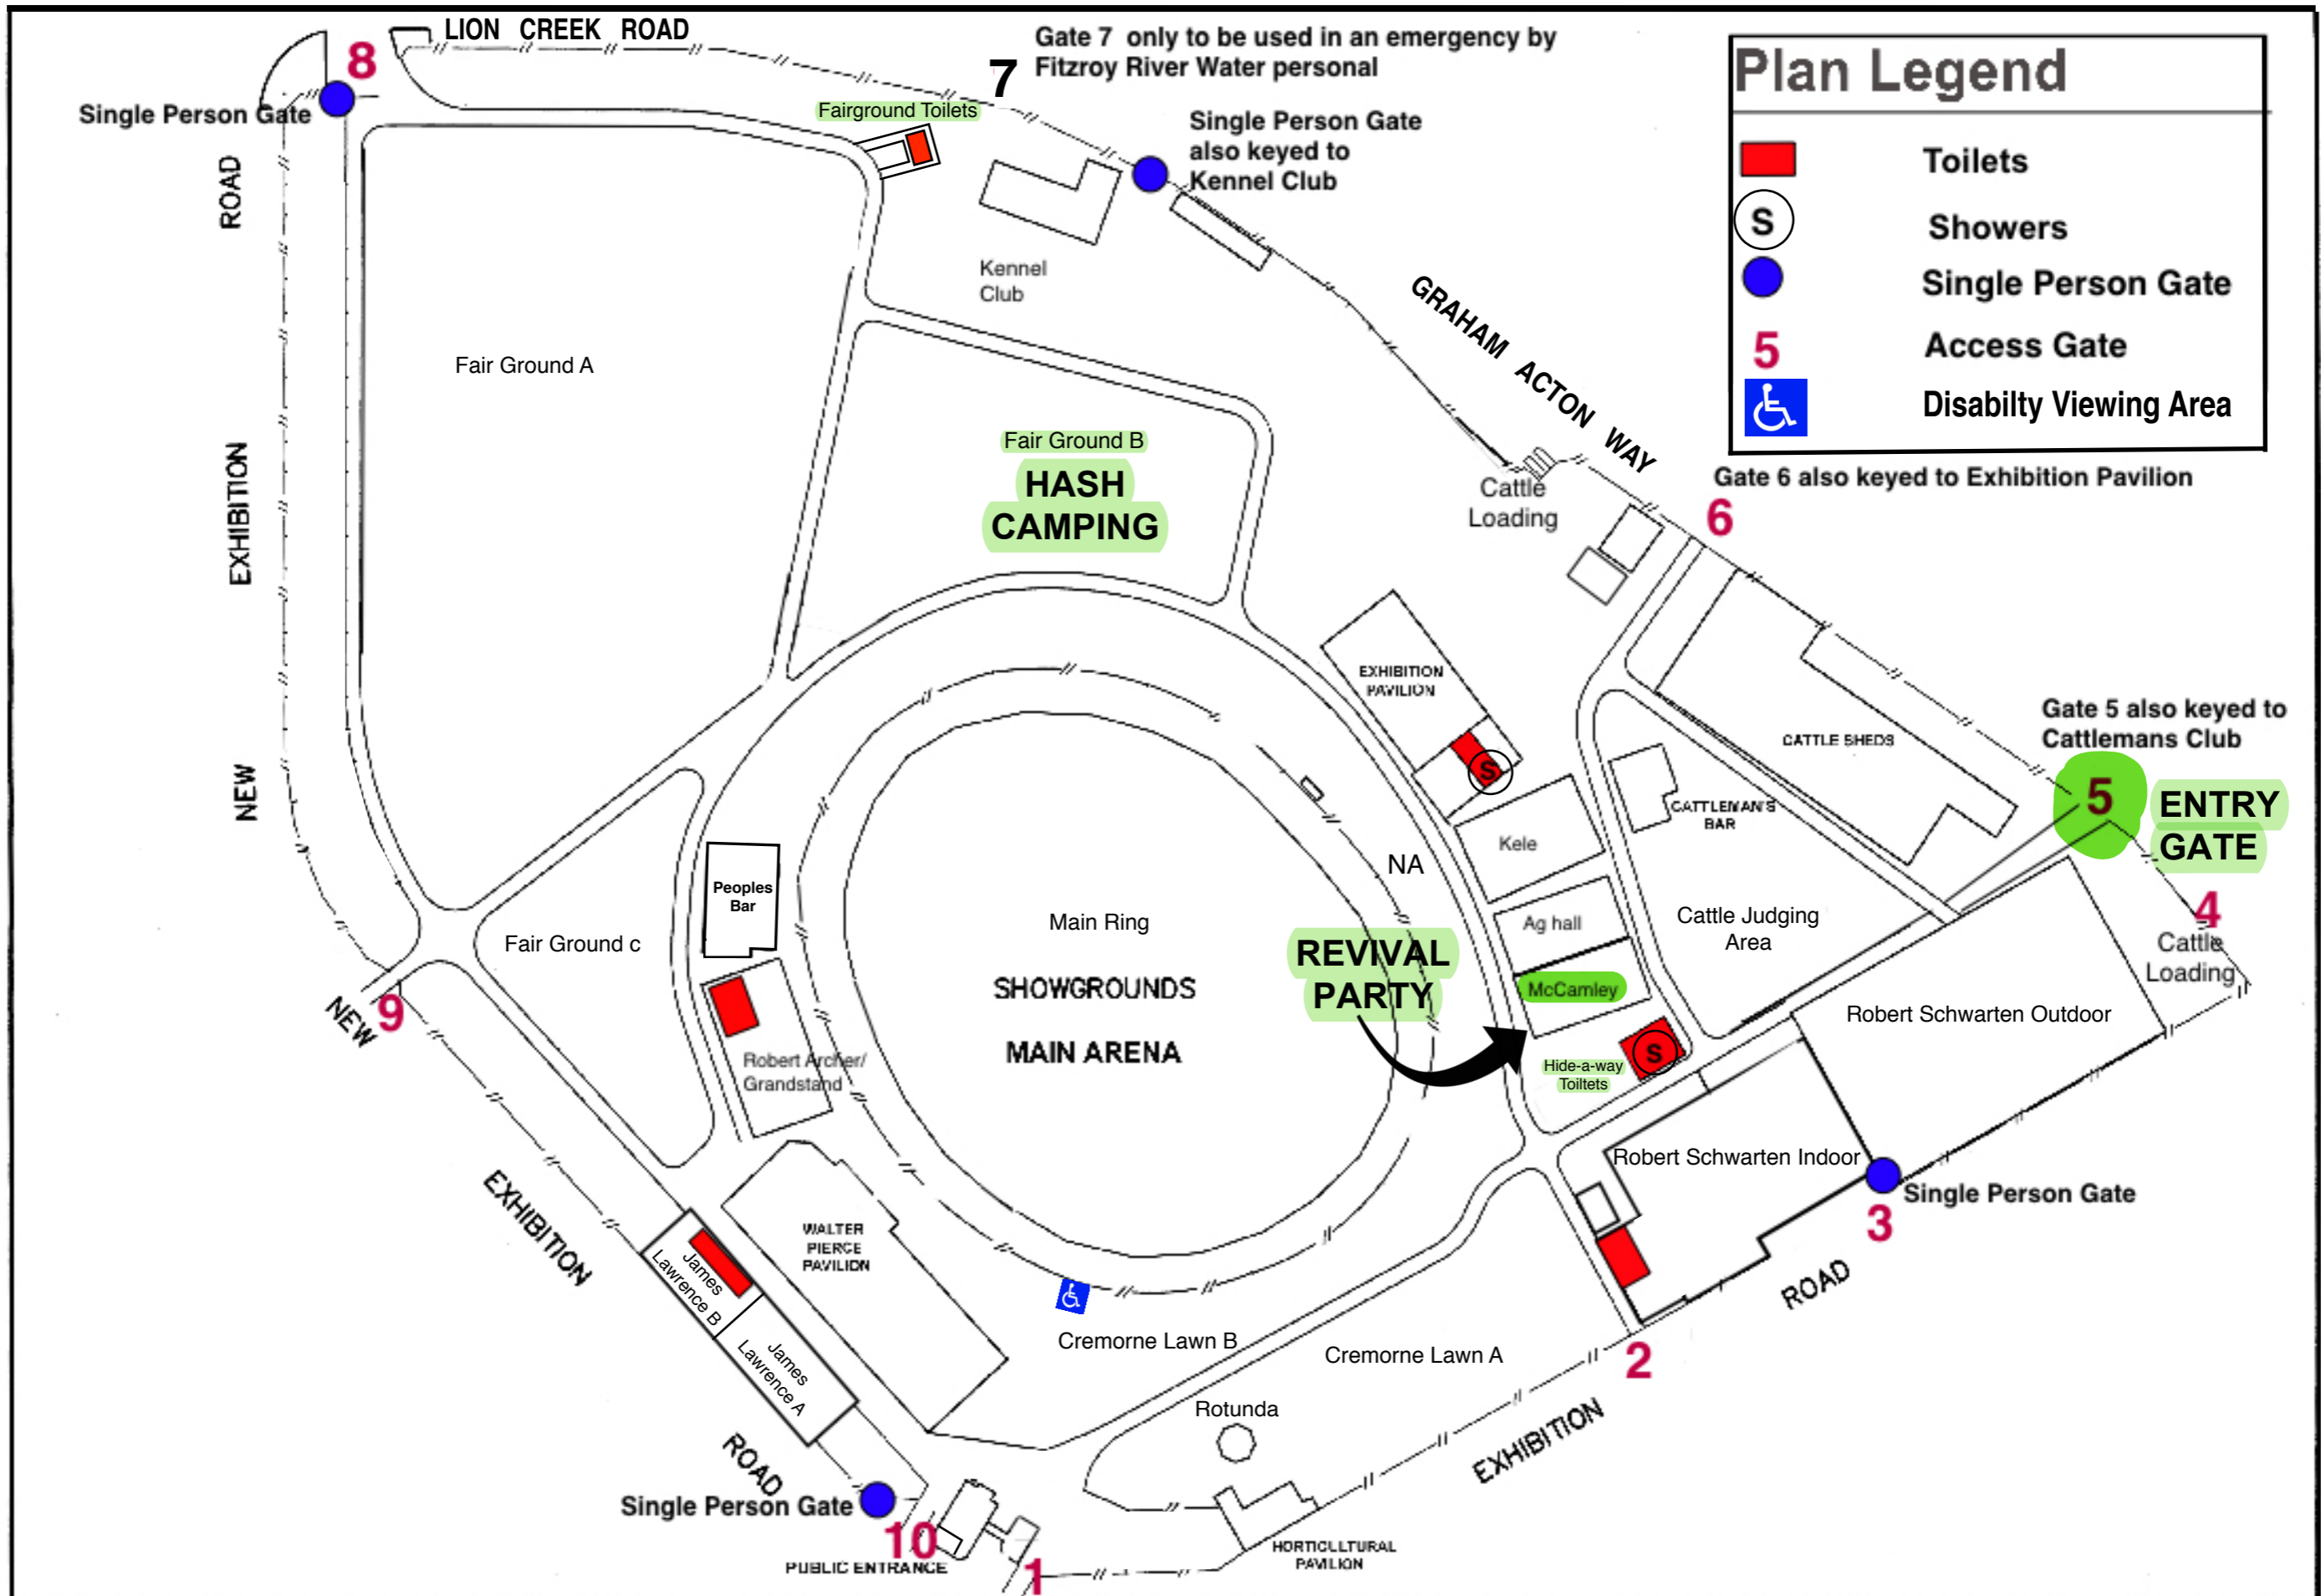 LION CREEK ROAD
8
Single Person Gate
Gate 7 only to be used in an emergency by
Fitzroy River Water personal
7
Fairground Toilets
Single Person Gate
also keyed to
Kennel Club
Plan Legend
Toilets
S
Showers
Single Person Gate
5
Access Gate
Disabilty Viewing Area
ROAD
EXHIBITION
NEW
Kennel
Club
Fair Ground A
GRAHAM ACTON WAY
Fair Ground B
HASH
CAMPING
Cattle
Loading
Gate 6 also keyed to Exhibition Pavilion
6
EXHIBITION
PAVILION
S
CATTLE SHEDS
Gate 5 also keyed to
Cattlemans Club
5
ENTRY
GATE
CATTLEMAN'S
BAR
Kele
NA
Peoples
Bar
Main Ring
SHOWGROUNDS
MAIN ARENA
Ag hall
Cattle Judging
Area
4
Cattle
Loading
REVIVAL
PARTY
McCamley
Fair Ground c
NEW
9
Robert Archer/
Grandstand
Hide-a-way
Toiltets
S
Robert Schwarten Outdoor
Robert Schwarten Indoor
Single Person Gate
3
EXHIBITION
WALTER
PIERCE
PAVILION
James
Lawrence B
James
Lawrence A
Cremorne Lawn B
Cremorne Lawn A
2
ROAD
EXHIBITION
Rotunda
ROAD
Single Person Gate
10
PUBLIC ENTRANCE
1
HORTICLLTURAL
PAVILION